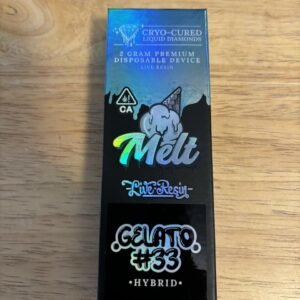 CRYO-CURED
LIQUID DIAMONDS
2 GRAM PREMIUM
DISPOSABLE DEVICE
LIVE RESIN
CA
Melt
Live Resin
GELATO
#33
•HYBRID•